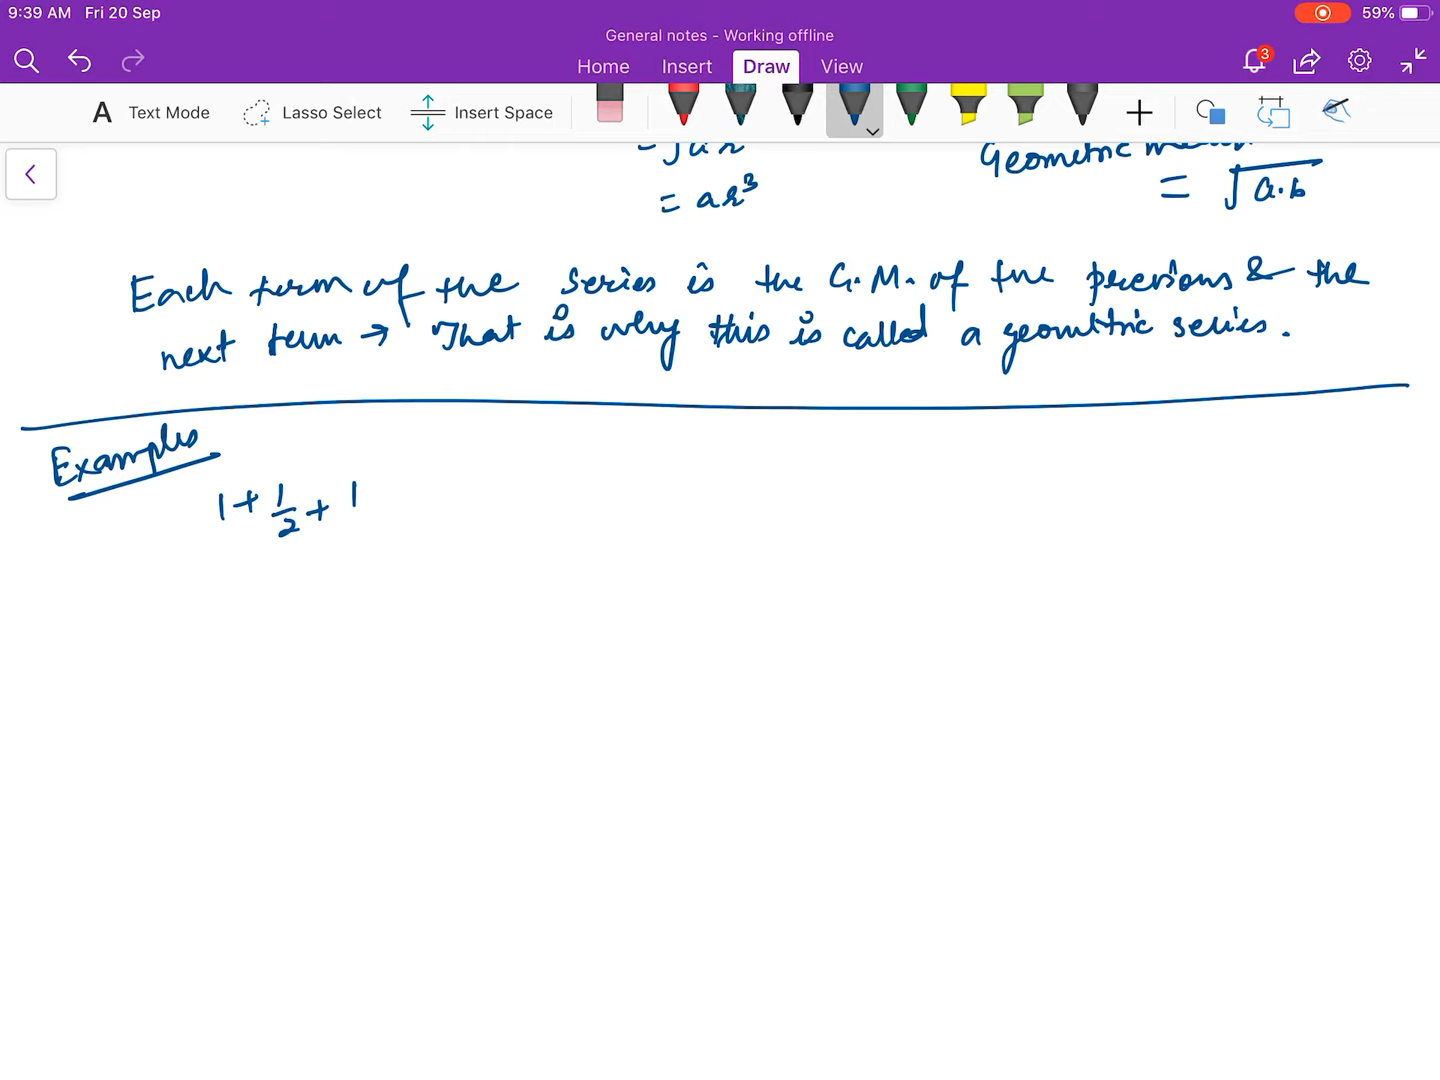 9:39 AM Fri 20 Sep
59%
General notes - Working offline
Home Insert Draw View
3
A Text Mode Lasso Select Insert Space
Geometric
= ar³
= √a.b
Each term of the series is the G.M. of the previous & the
next term → That is why this is called a geometric series.
Examples
1 + 1/2 + 1